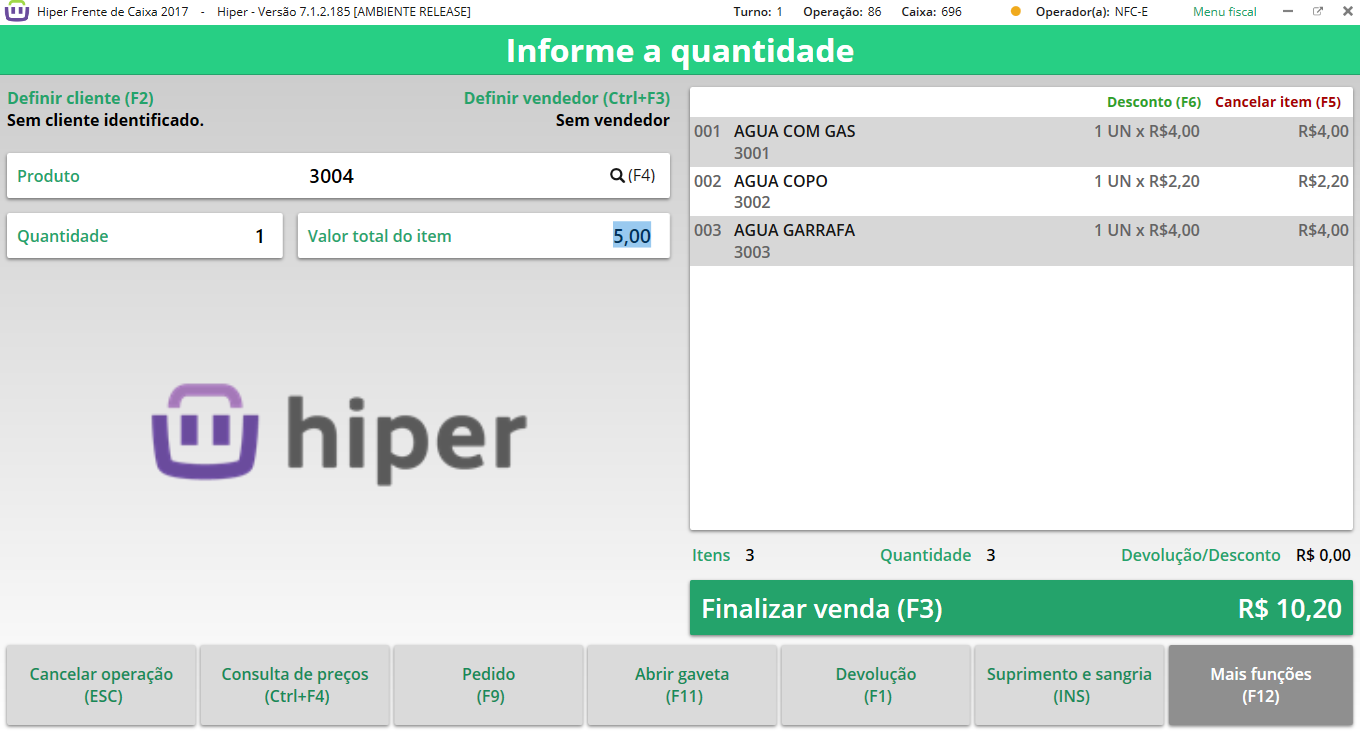 Hiper Frente de Caixa 2017 - Hiper - Versão 7.1.2.185 [AMBIENTE RELEASE] Turno: 1 Operação: 86 Caixa: 696 Operador(a): NFC-E Menu fiscal
Informe a quantidade
Definir cliente (F2) Definir vendedor (Ctrl+F3)
Sem cliente identificado. Sem vendedor
Produto 3004 (F4)
Quantidade 1 Valor total do item 5,00
hiper
Desconto (F6) Cancelar item (F5)
001 AGUA COM GAS 1 UN x R$4,00 R$4,00
3001
002 AGUA COPO 1 UN x R$2,20 R$2,20
3002
003 AGUA GARRAFA 1 UN x R$4,00 R$4,00
3003
Itens 3 Quantidade 3 Devolução/Desconto R$ 0,00
Finalizar venda (F3) R$ 10,20
Cancelar operação
(ESC)
Consulta de preços
(Ctrl+F4)
Pedido
(F9)
Abrir gaveta
(F11)
Devolução
(F1)
Suprimento e sangria
(INS)
Mais funções
(F12)